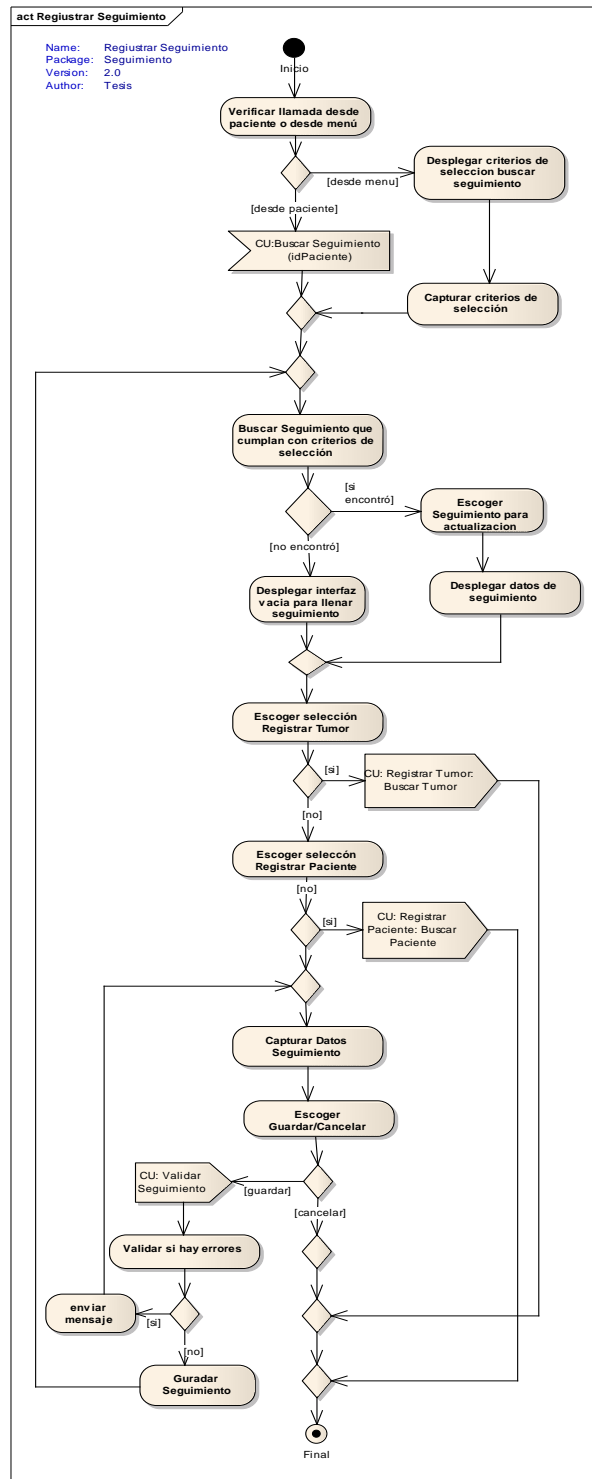 act Regiustrar Seguimiento
Name: Regiustrar Seguimiento
Package: Seguimiento
Version: 2.0
Author: Tesis
Inicio
Verificar llamada desde
paciente o desde menú
[desde menu]
Desplegar criterios de
seleccion buscar
seguimiento
[desde paciente]
CU:Buscar Seguimiento
(idPaciente)
Capturar criterios de
selección
Buscar Seguimiento que
cumplan con criterios de
selección
[si
encontró]
Escoger
Seguimiento para
actualizacion
[no encontró]
Desplegar interfaz
vacia para llenar
seguimiento
Desplegar datos de
seguimiento
Escoger selección
Registrar Tumor
[si]
CU: Registrar Tumor:
Buscar Tumor
[no]
Escoger seleccón
Registrar Paciente
[no]
[si]
CU: Registrar
Paciente: Buscar
Paciente
Capturar Datos
Seguimiento
Escoger
Guardar/Cancelar
CU: Validar
Seguimiento
[guardar]
[cancelar]
Validar si hay errores
enviar
mensaje
[si]
[no]
Guradar
Seguimiento
Final